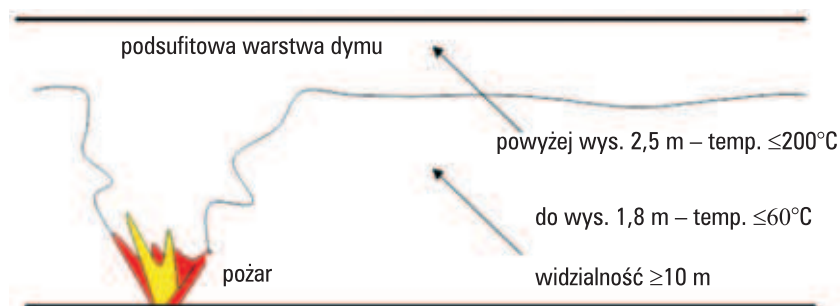 podsufitowa warstwa dymu
powyżej wys. 2,5 m – temp. ≤200°C
do wys. 1,8 m – temp. ≤60°C
pożar
widzialność ≥10 m